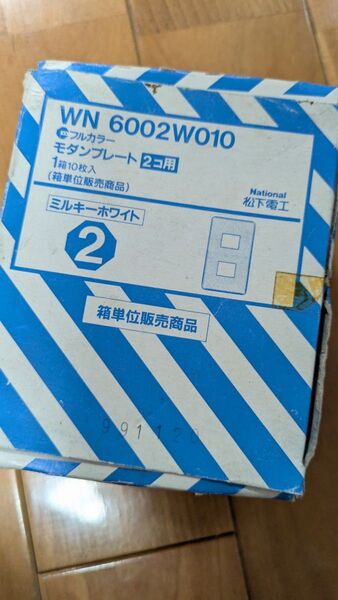 WN 6002W010
フルカラー
モダンプレート 2コ用
1箱10枚入
(箱単位販売商品)
National
松下電工
ミルキーホワイト
2
箱単位販売商品
991120